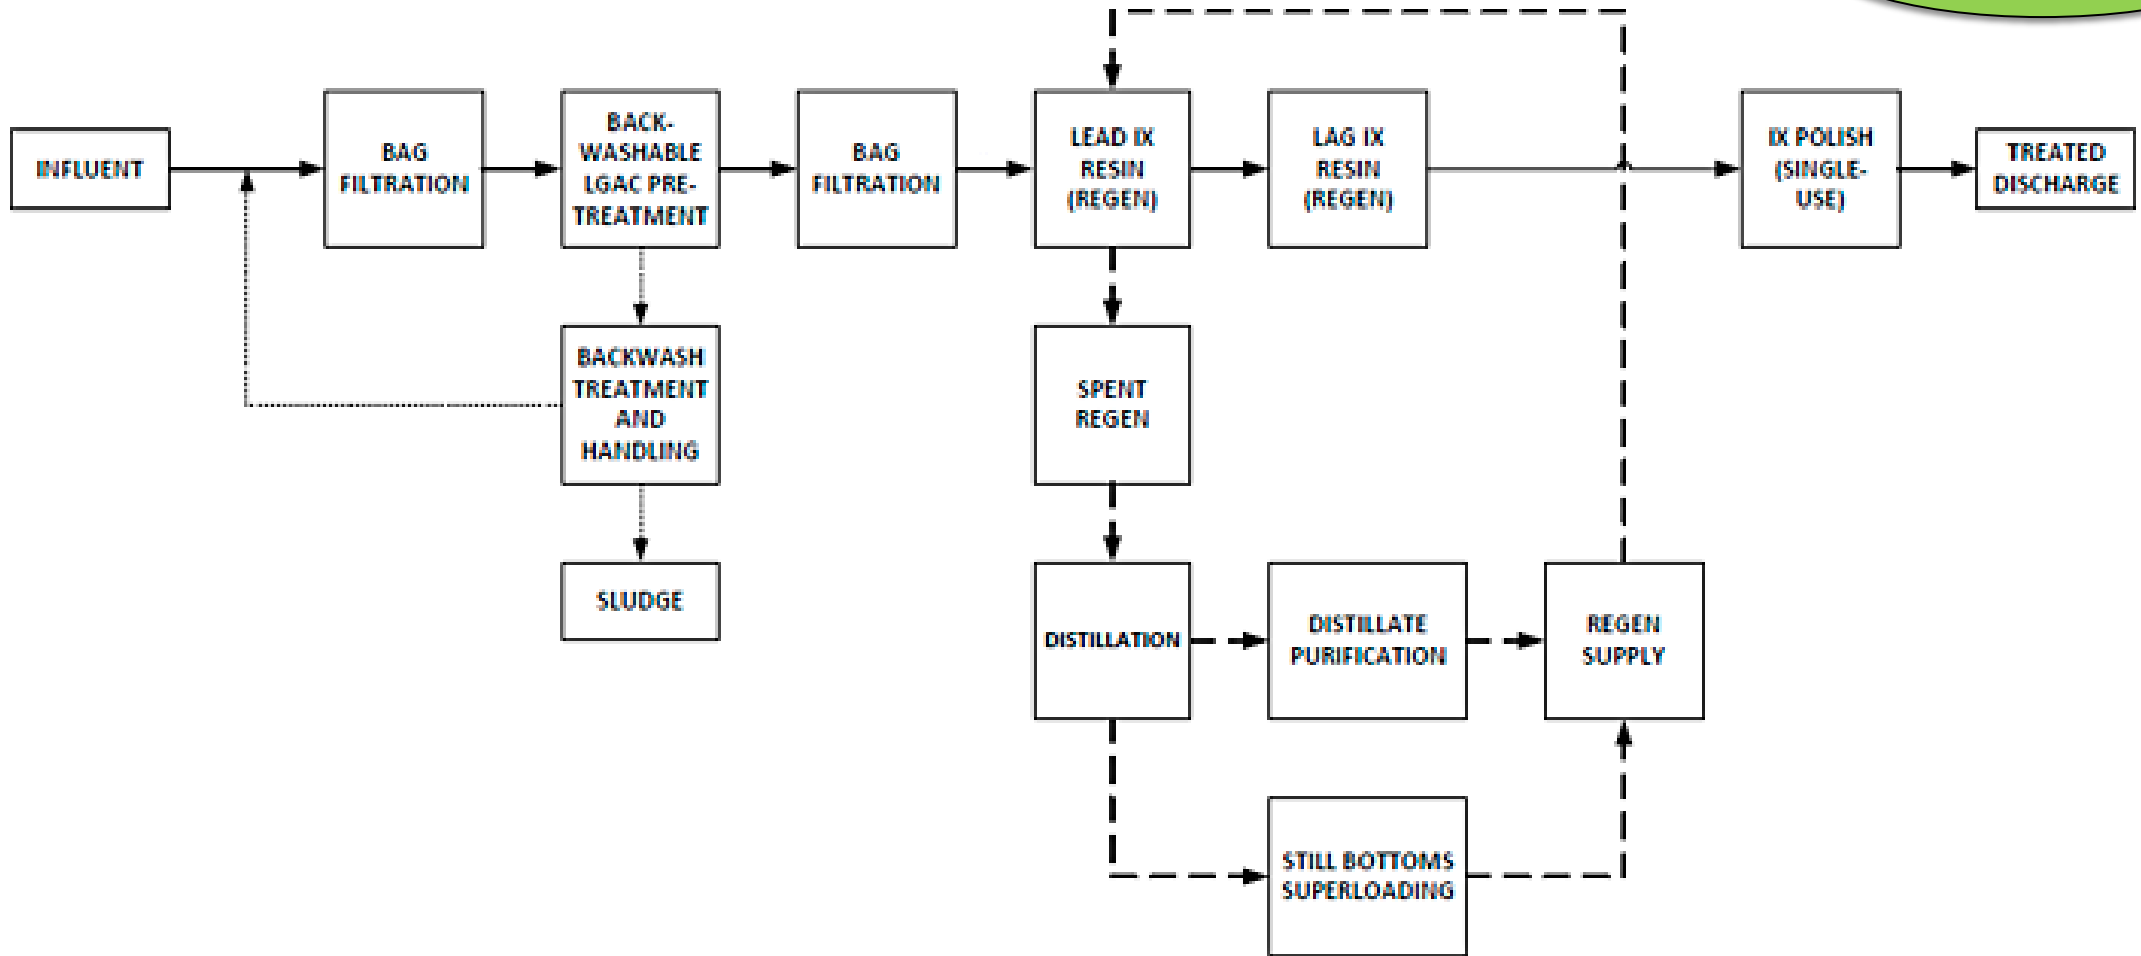 INFLUENT
BAG
FILTRATION
BACK-
WASHABLE
LGAC PRE-
TREATMENT
BAG
FILTRATION
LEAD IX
RESIN
(REGEN)
LAG IX
RESIN
(REGEN)
IX POLISH
(SINGLE-
USE)
TREATED
DISCHARGE
BACKWASH
TREATMENT
AND
HANDLING
SPENT
REGEN
SLUDGE
DISTILLATION
DISTILLATE
PURIFICATION
REGEN
SUPPLY
STILL BOTTOMS
SUPERLOADING